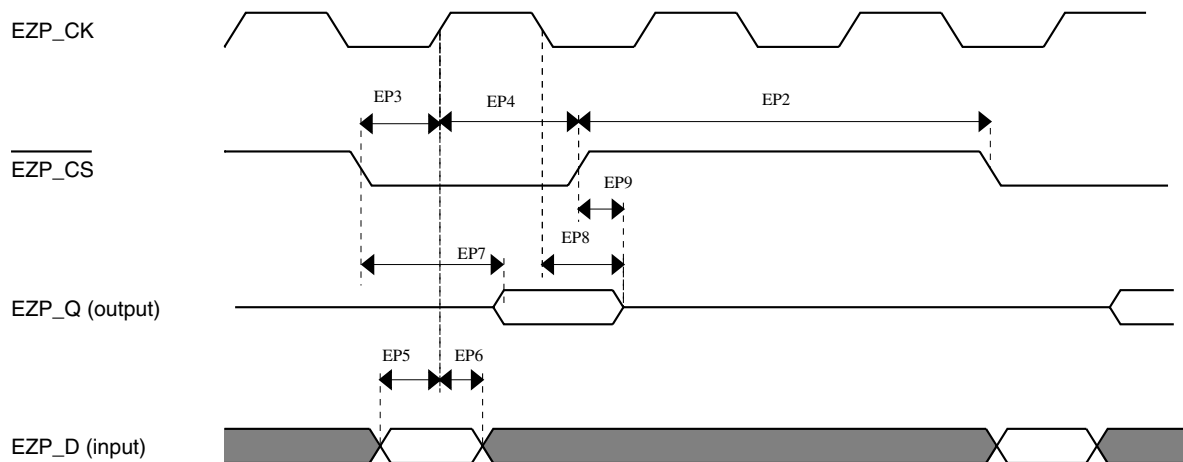 EZP_CK
EP3
EP4
EP2
EZP_CS
EP9
EP8
EP7
EZP_Q (output)
EP5
EP6
EZP_D (input)